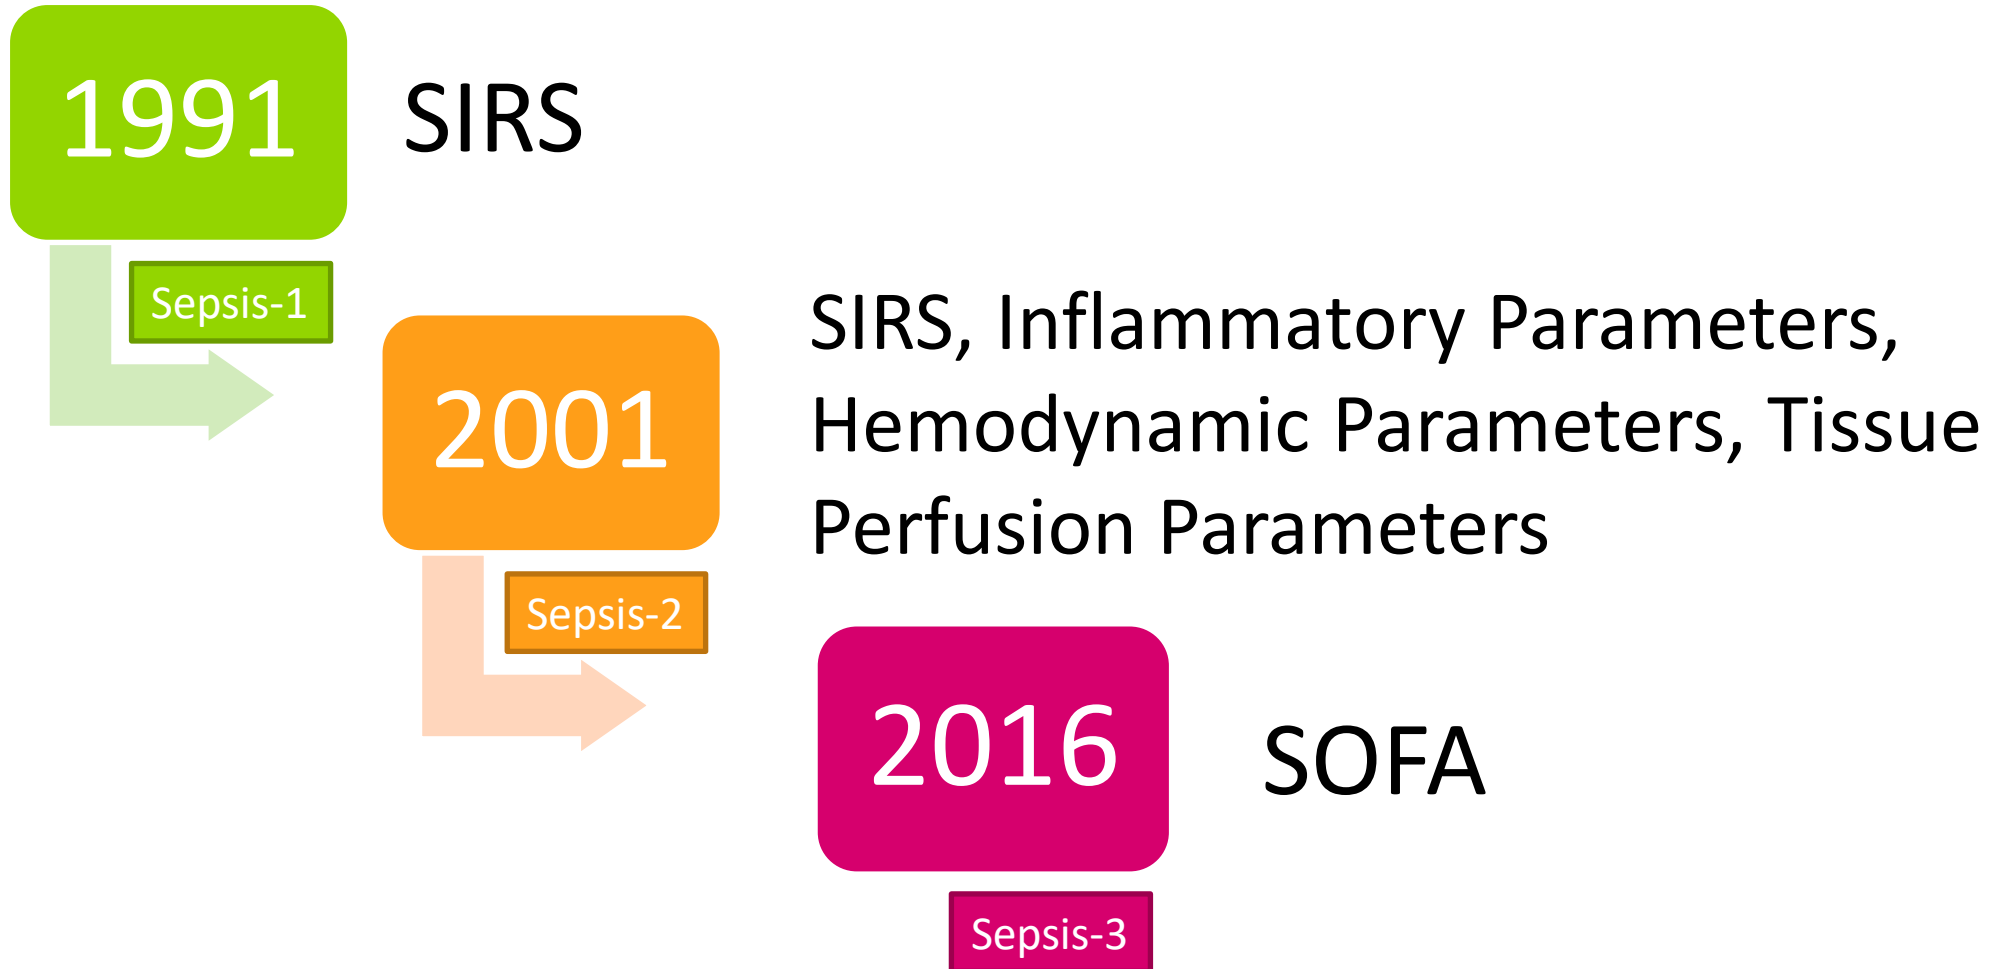 1991
SIRS
Sepsis-1
2001
SIRS, Inflammatory Parameters,
Hemodynamic Parameters, Tissue
Perfusion Parameters
Sepsis-2
2016
SOFA
Sepsis-3